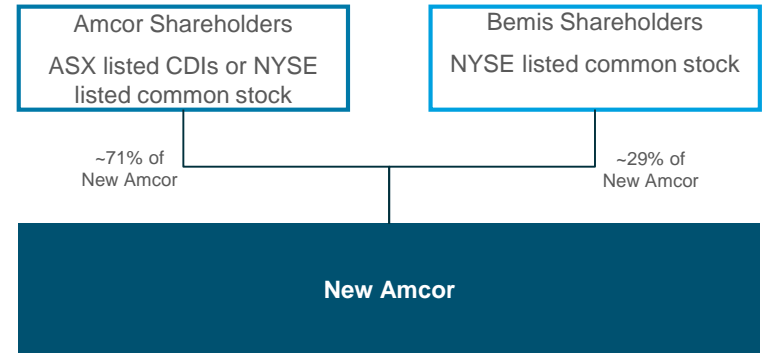 Amcor Shareholders
ASX listed CDIs or NYSE
listed common stock
Bemis Shareholders
NYSE listed common stock
~71% of
New Amcor
~29% of
New Amcor
New Amcor